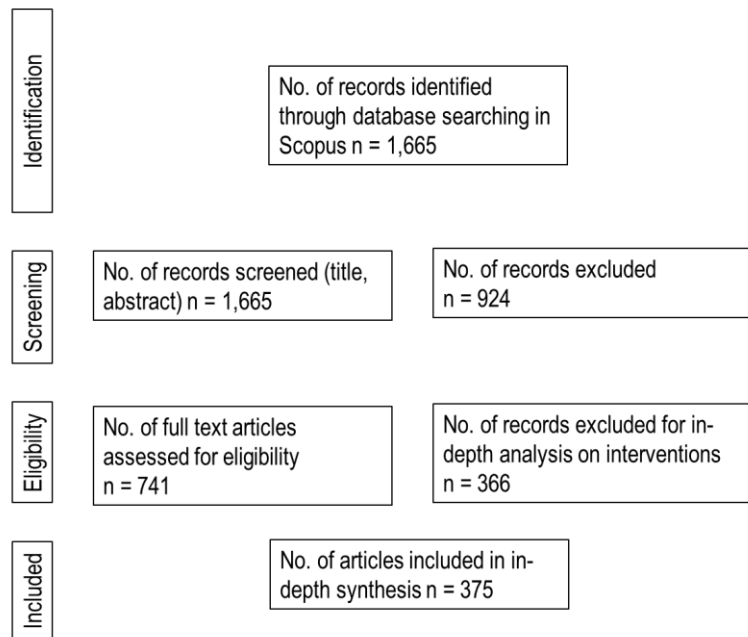 Identification
No. of records identified
through database searching in
Scopus n = 1,665
Screening
No. of records screened (title,
abstract) n = 1,665
No. of records excluded
n = 924
Eligibility
No. of full text articles
assessed for eligibility
n = 741
No. of records excluded for in-
depth analysis on interventions
n = 366
Included
No. of articles included in in-
depth synthesis n = 375